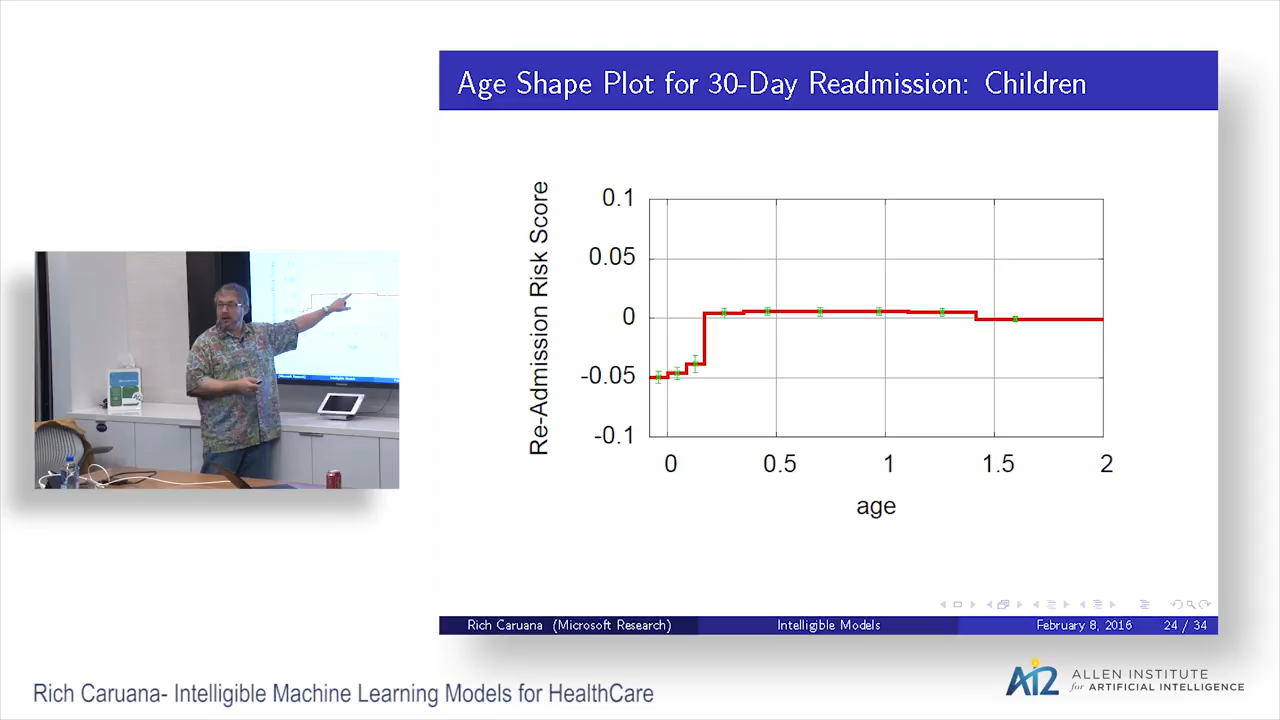 Age Shape Plot for 30-Day Readmission: Children
Re-Admission Risk Score
0.1
0.05
0
-0.05
-0.1
0 0.5 1 1.5 2
age
Rich Caruana (Microsoft Research) Intelligible Models February 8, 2016 24 / 34
Rich Caruana- Intelligible Machine Learning Models for HealthCare
AI2 ALLEN INSTITUTE
for ARTIFICIAL INTELLIGENCE